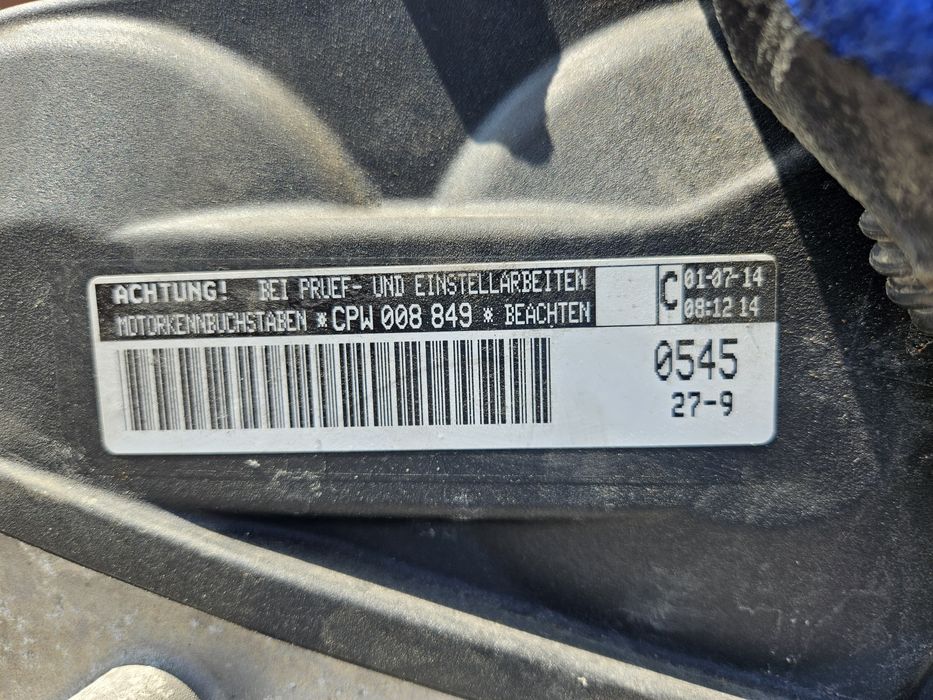 ACHTUNG! BEI PRUEF- UND EINSTELLARBEITEN
MOTORKENNBUCHSTABEN *CPW 008 849 * BEACHTEN
C
01-07-14
08:12 14
0545
27-9